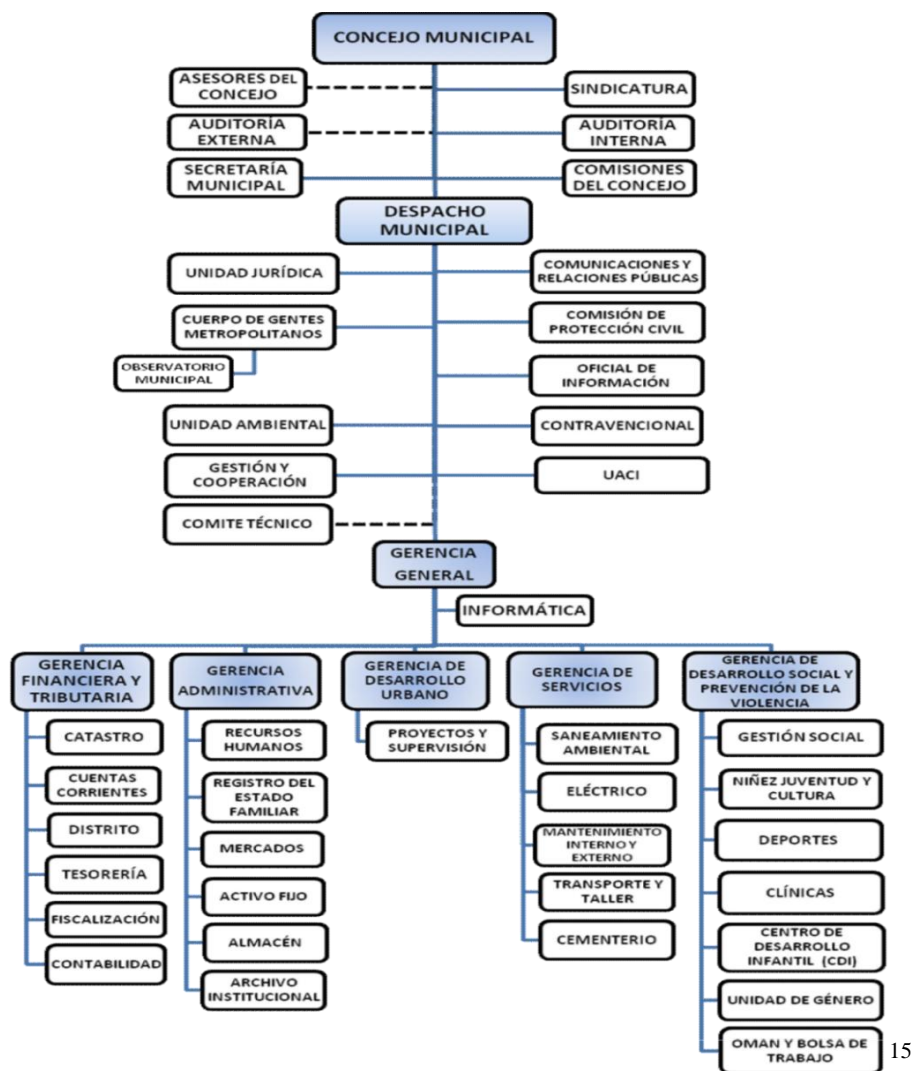 CONCEJO MUNICIPAL
ASESORES DEL
CONCEJO
SINDICATURA
AUDITORÍA
EXTERNA
AUDITORÍA
INTERNA
SECRETARÍA
MUNICIPAL
COMISIONES
DEL CONCEJO
DESPACHO
MUNICIPAL
UNIDAD JURÍDICA
COMUNICACIONES Y
RELACIONES PÚBLICAS
CUERPO DE GENTES
METROPOLITANOS
COMISIÓN DE
PROTECCIÓN CIVIL
OBSERVATORIO
MUNICIPAL
OFICIAL DE
INFORMACIÓN
UNIDAD AMBIENTAL
CONTRAVENCIONAL
GESTIÓN Y
COOPERACIÓN
UACI
COMITE TÉCNICO
GERENCIA
GENERAL
INFORMÁTICA
GERENCIA
FINANCIERA Y
TRIBUTARIA
CATASTRO
CUENTAS
CORRIENTES
DISTRITO
TESORERÍA
FISCALIZACIÓN
CONTABILIDAD
GERENCIA
ADMINISTRATIVA
RECURSOS
HUMANOS
REGISTRO DEL
ESTADO
FAMILIAR
MERCADOS
ACTIVO FIJO
ALMACÉN
ARCHIVO
INSTITUCIONAL
GERENCIA DE
DESARROLLO
URBANO
PROYECTOS Y
SUPERVISIÓN
GERENCIA DE
SERVICIOS
SANEAMIENTO
AMBIENTAL
ELÉCTRICO
MANTENIMIENTO
INTERNO Y
EXTERNO
TRANSPORTE Y
TALLER
CEMENTERIO
GERENCIA DE
DESARROLLO SOCIAL Y
PREVENCIÓN DE LA
VIOLENCIA
GESTIÓN SOCIAL
NIÑEZ JUVENTUD Y
CULTURA
DEPORTES
CLÍNICAS
CENTRO DE
DESARROLLO
INFANTIL (CDI)
UNIDAD DE GÉNERO
OMAN Y BOLSA DE
TRABAJO
15